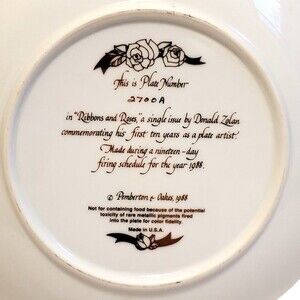 This is Plate Number
2700A
in "Ribbons and Roses," a single issue by Donald Zolan
commemorating his first ten years as a plate artist.
Made during a nineteen-day
firing schedule for the year 1988.
© Pemberton & Oakes, 1988
Not for containing food because of the potential
toxicity of rare metallic pigments fired
into the plate for color fidelity.
Made in U.S.A.